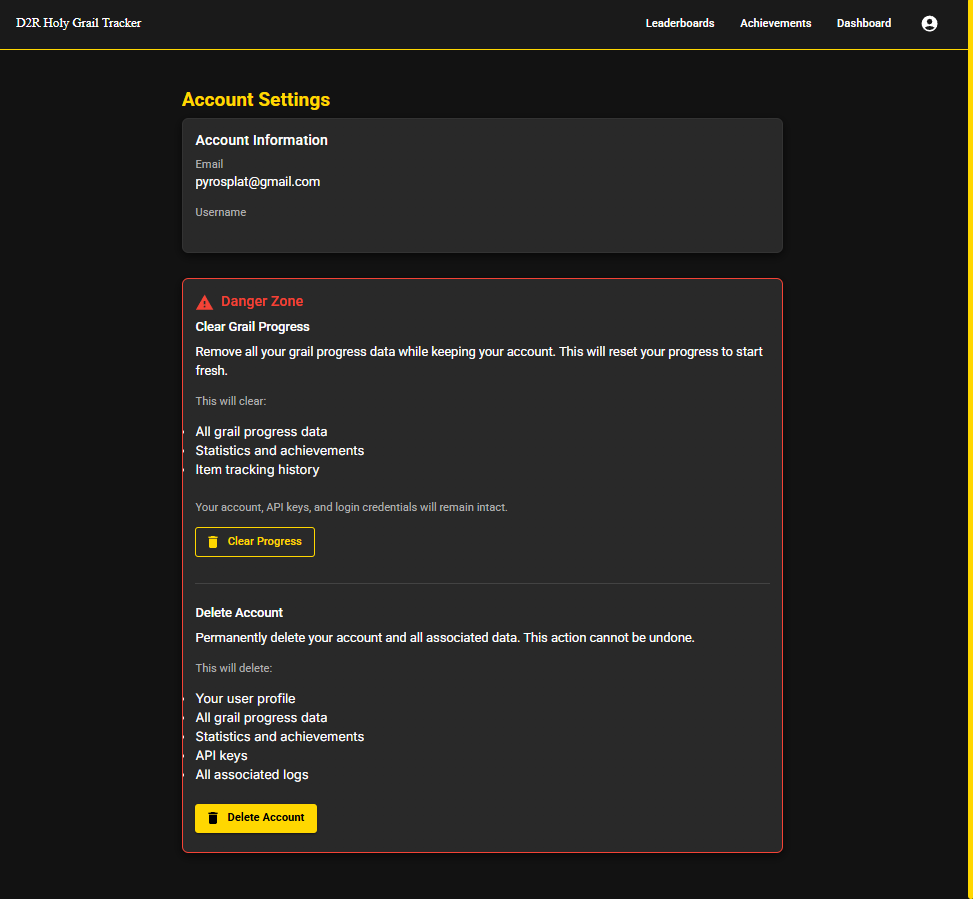 D2R Holy Grail Tracker
Leaderboards Achievements Dashboard
Account Settings
Account Information
Email
pyrosplat@gmail.com
Username
Danger Zone
Clear Grail Progress
Remove all your grail progress data while keeping your account. This will reset your progress to start
fresh.
This will clear:
All grail progress data
Statistics and achievements
Item tracking history
Your account, API keys, and login credentials will remain intact.
Clear Progress
Delete Account
Permanently delete your account and all associated data. This action cannot be undone.
This will delete:
Your user profile
All grail progress data
Statistics and achievements
API keys
All associated logs
Delete Account